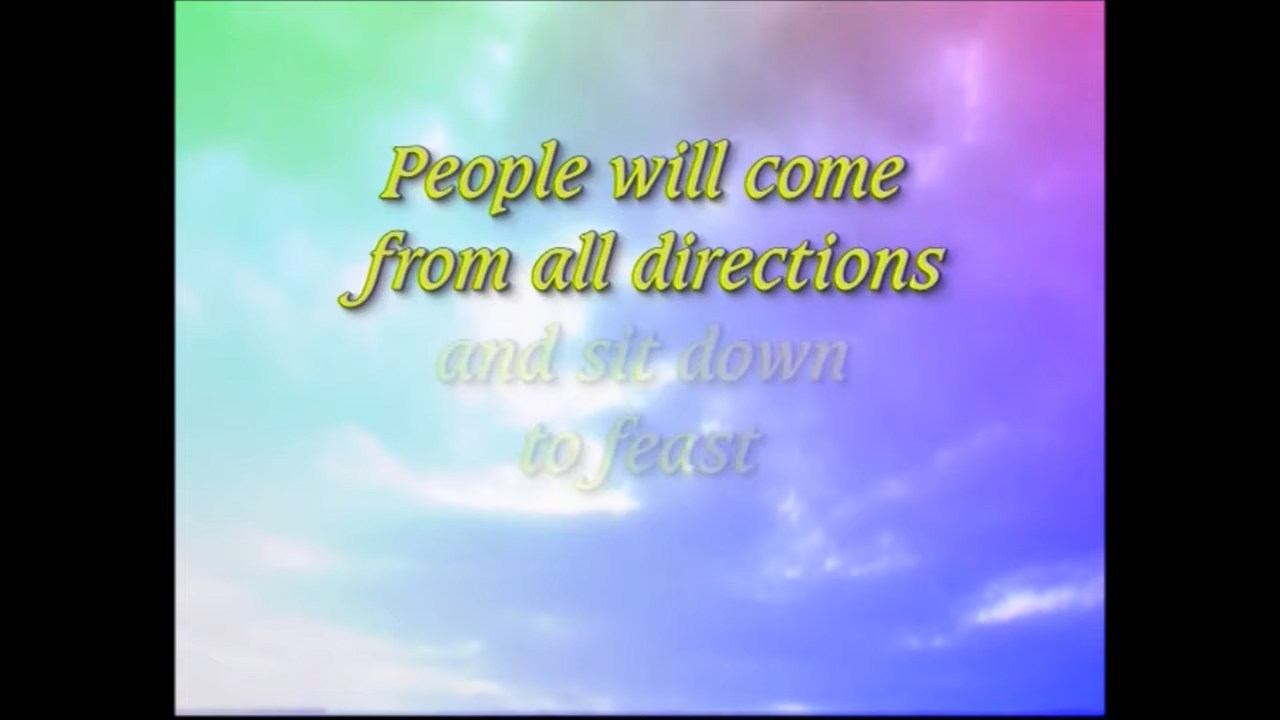 People will come
from all directions
and sit down
to feast